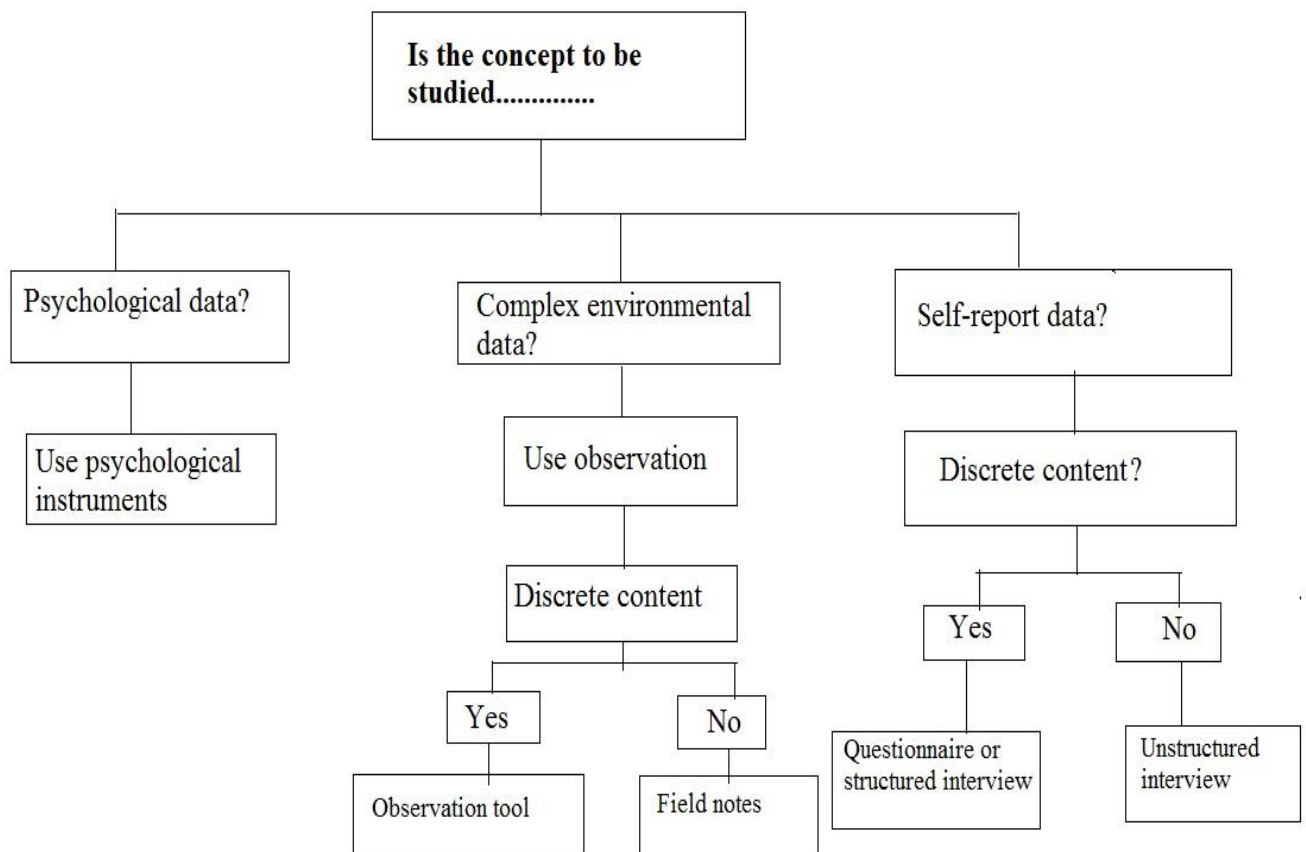 Is the concept to be
studied..............
Psychological data?
Complex environmental
data?
Self-report data?
Use psychological
instruments
Use observation
Discrete content?
Discrete content
Yes
No
Yes
No
Questionnaire or
structured interview
Unstructured
interview
Observation tool
Field notes